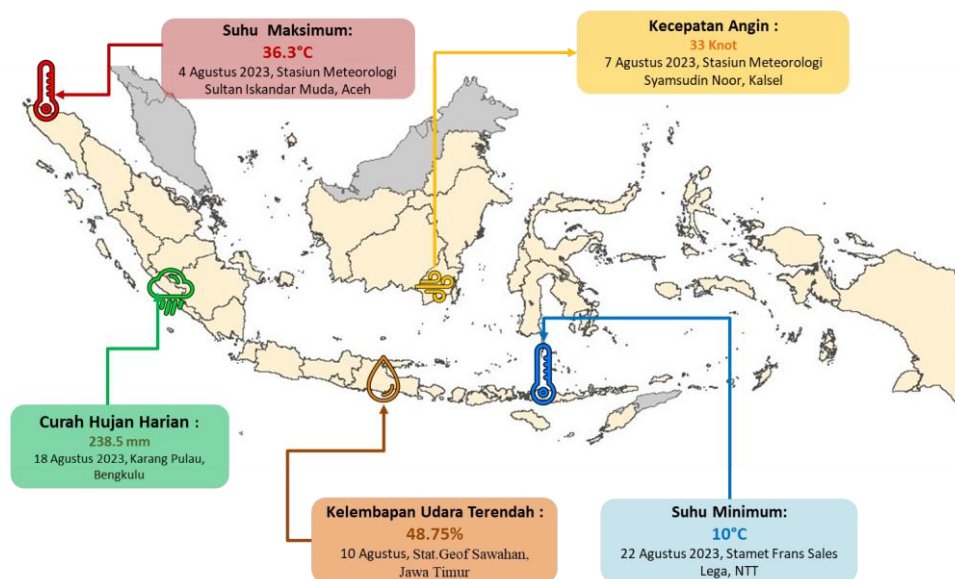 Suhu Maksimum:
36.3°C
4 Agustus 2023, Stasiun Meteorologi
Sultan Iskandar Muda, Aceh
Kecepatan Angin :
33 Knot
7 Agustus 2023, Stasiun Meteorologi
Syamsudin Noor, Kalsel
Curah Hujan Harian :
238.5 mm
18 Agustus 2023, Karang Pulau,
Bengkulu
Kelembapan Udara Terendah :
48.75%
10 Agustus, Stat.Geof Sawahan,
Jawa Timur
Suhu Minimum:
10°C
22 Agustus 2023, Stamet Frans Sales
Lega, NTT